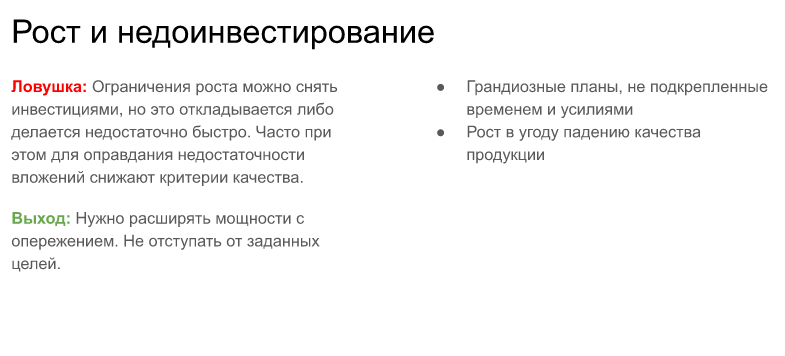 Рост и недоинвестирование
Ловушка: Ограничения роста можно снять
инвестициями, но это откладывается либо
делается недостаточно быстро. Часто при
этом для оправдания недостаточности
вложений снижают критерии качества.
Выход: Нужно расширять мощности с
опережением. Не отступать от заданных
целей.
● Грандиозные планы, не подкрепленные
временем и усилиями
● Рост в угоду падению качества
продукции